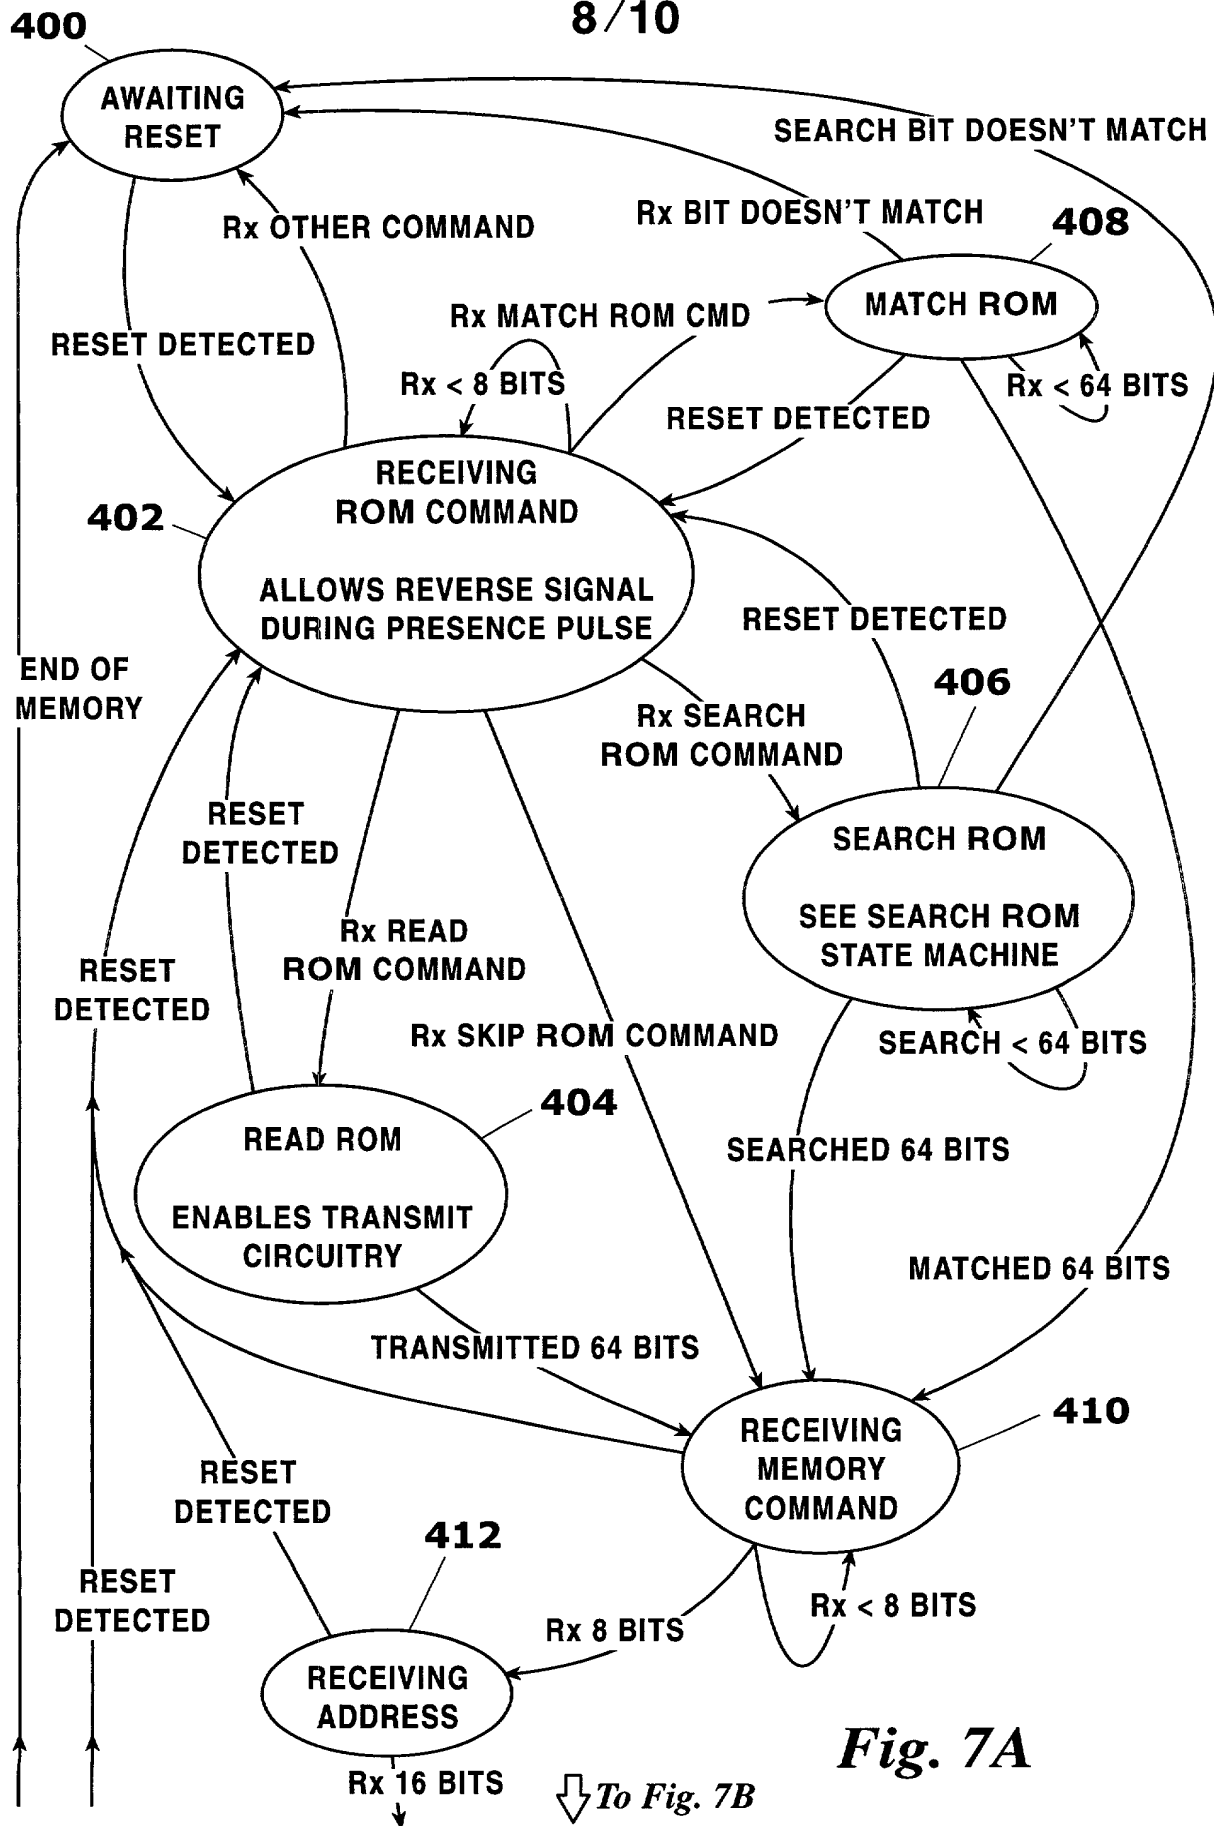 8/10
400
AWAITING
RESET
SEARCH BIT DOESN'T MATCH
Rx OTHER COMMAND
Rx BIT DOESN'T MATCH
408
MATCH ROM
Rx MATCH ROM CMD
RESET DETECTED
Rx < 8 BITS
Rx < 64 BITS
RESET DETECTED
402
RECEIVING
ROM COMMAND
ALLOWS REVERSE SIGNAL
DURING PRESENCE PULSE
RESET DETECTED
END OF
MEMORY
406
Rx SEARCH
ROM COMMAND
RESET
DETECTED
SEARCH ROM
SEE SEARCH ROM
STATE MACHINE
Rx READ
ROM COMMAND
RESET
DETECTED
Rx SKIP ROM COMMAND
SEARCH < 64 BITS
404
READ ROM
ENABLES TRANSMIT
CIRCUITRY
SEARCHED 64 BITS
MATCHED 64 BITS
TRANSMITTED 64 BITS
410
RECEIVING
MEMORY
COMMAND
RESET
DETECTED
412
RESET
DETECTED
Rx < 8 BITS
Rx 8 BITS
RECEIVING
ADDRESS
Rx 16 BITS
To Fig. 7B
Fig. 7A